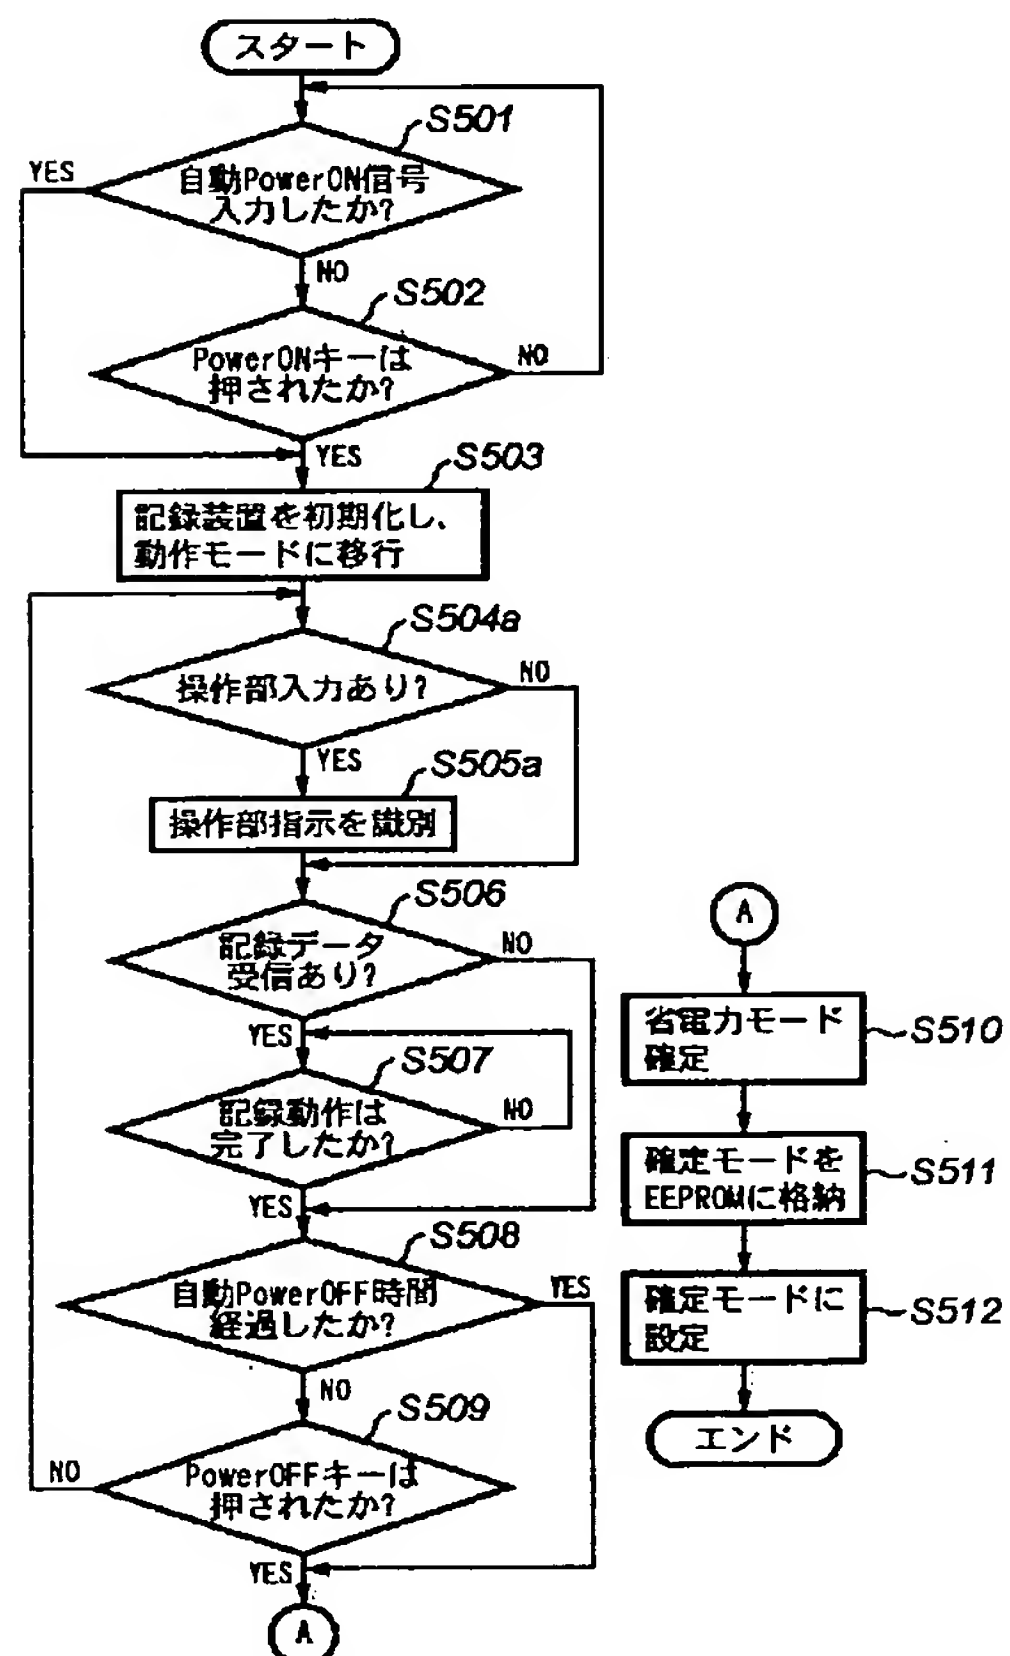 スタート
S501
YES
自動PowerON信号
入力したか?
NO
S502
PowerONキーは
押されたか?
NO
YES
S503
記録装置を初期化し、
動作モードに移行
S504a
操作部入力あり?
NO
YES
S505a
操作部指示を識別
S506
記録データ
受信あり?
NO
YES
S507
記録動作は
完了したか?
NO
YES
S508
自動PowerOFF時間
経過したか?
YES
NO
S509
PowerOFFキーは
押されたか?
NO
YES
A
A
省電力モード
確定
S510
確定モードを
EEPROMに格納
S511
確定モードに
設定
S512
エンド